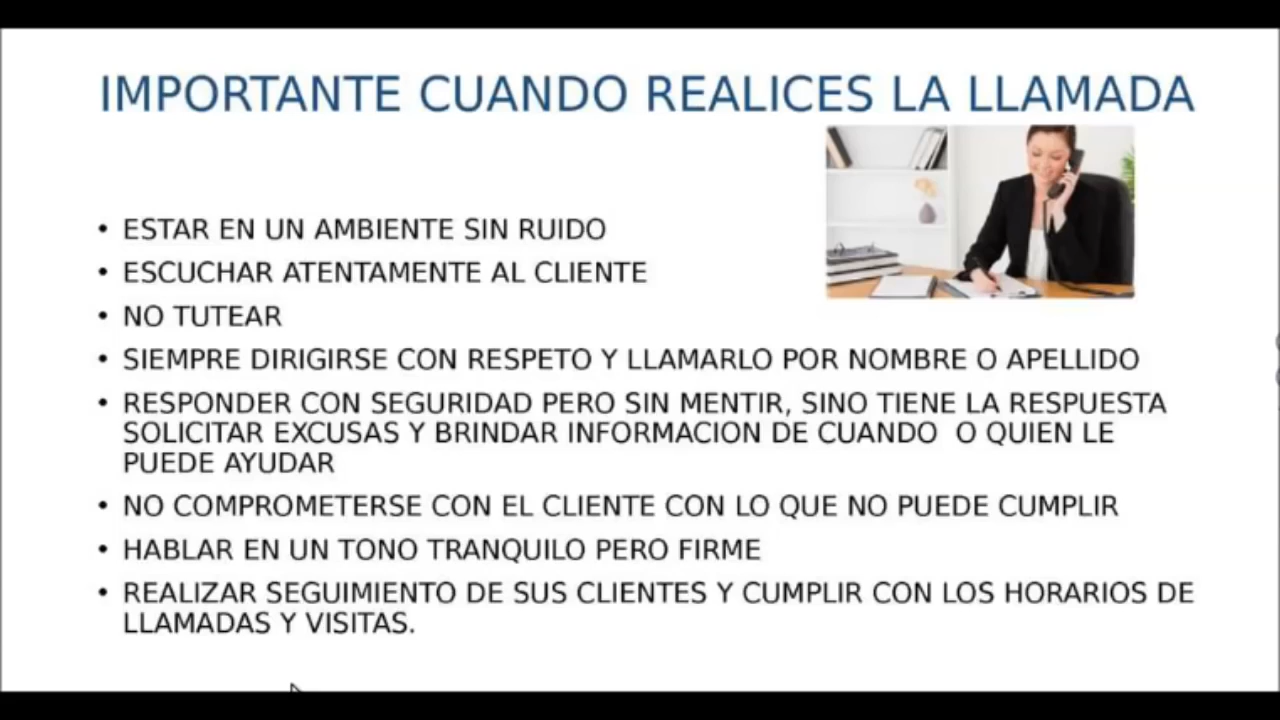 IMPORTANTE CUANDO REALICES LA LLAMADA
• ESTAR EN UN AMBIENTE SIN RUIDO
• ESCUCHAR ATENTAMENTE AL CLIENTE
• NO TUTEAR
• SIEMPRE DIRIGIRSE CON RESPETO Y LLAMARLO POR NOMBRE O APELLIDO
• RESPONDER CON SEGURIDAD PERO SIN MENTIR, SINO TIENE LA RESPUESTA
SOLICITAR EXCUSAS Y BRINDAR INFORMACION DE CUANDO  O QUIEN LE
PUEDE AYUDAR
• NO COMPROMETERSE CON EL CLIENTE CON LO QUE NO PUEDE CUMPLIR
• HABLAR EN UN TONO TRANQUILO PERO FIRME
• REALIZAR SEGUIMIENTO DE SUS CLIENTES Y CUMPLIR CON LOS HORARIOS DE
LLAMADAS Y VISITAS.